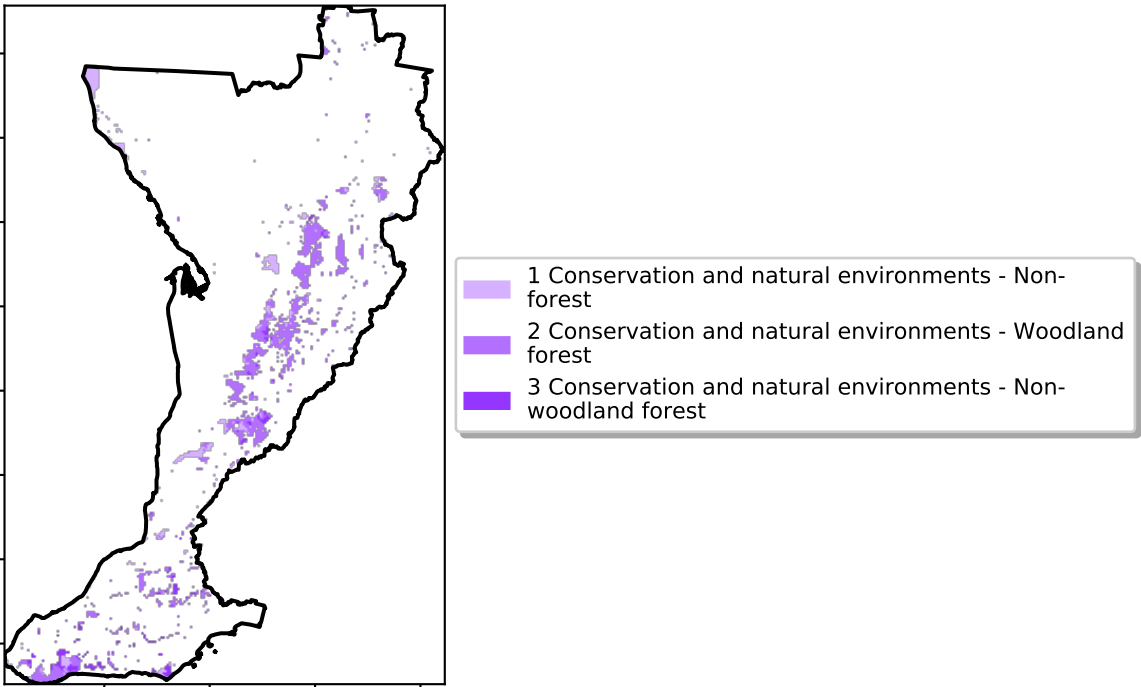 1 Conservation and natural environments - Non-
forest
2 Conservation and natural environments - Woodland
forest
3 Conservation and natural environments - Non-
woodland forest